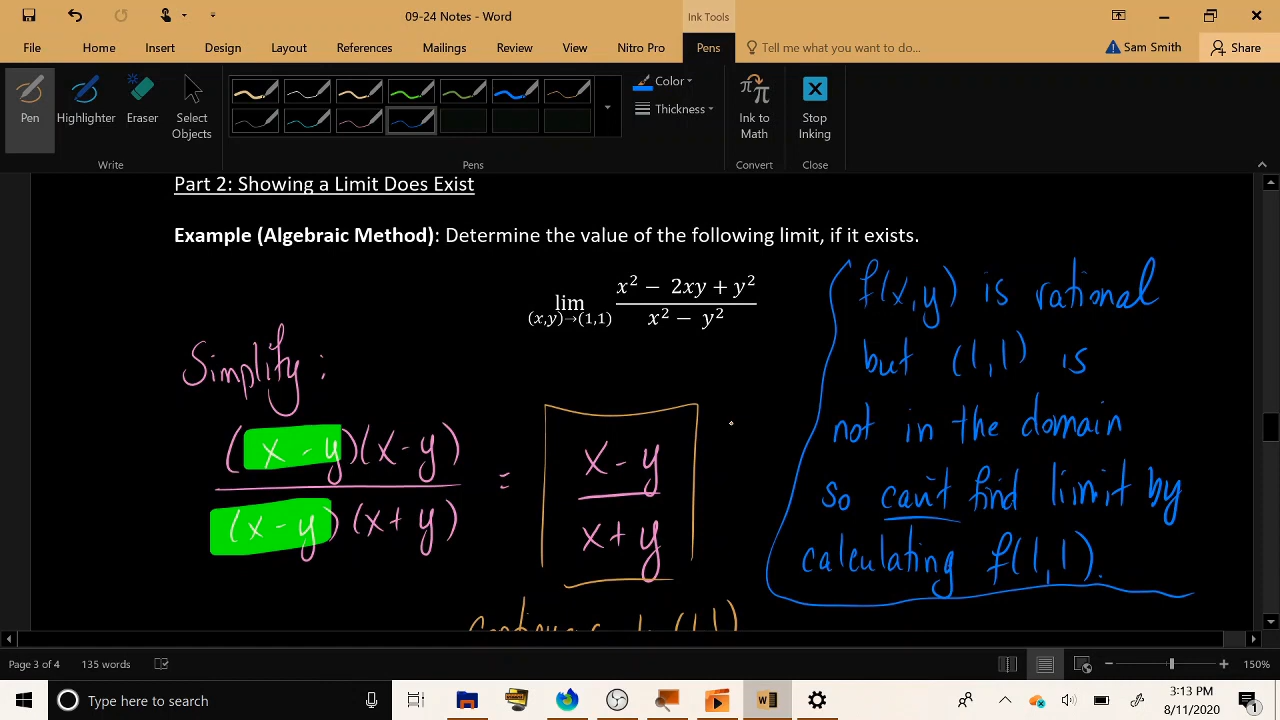 09-24 Notes - Word
Ink Tools
File Home Insert Design Layout References Mailings Review View Nitro Pro Pens Tell me what you want to do... Sam Smith Share
Pen Highlighter Eraser Select Objects
Color Thickness
Ink to Math Stop Inking
Write Pens Convert Close
Part 2: Showing a Limit Does Exist
Example (Algebraic Method): Determine the value of the following limit, if it exists.
lim (x,y)→(1,1) x² − 2xy + y² / x² − y²
f(x,y) is rational
but (1,1) is
not in the domain
so can't find limit by
calculating f(1,1).
Simplify:
(x-y)(x-y) / (x-y)(x+y) = x-y / x+y
(1,1)
Page 3 of 4 135 words 150%
Type here to search
3:13 PM
8/11/2020
1